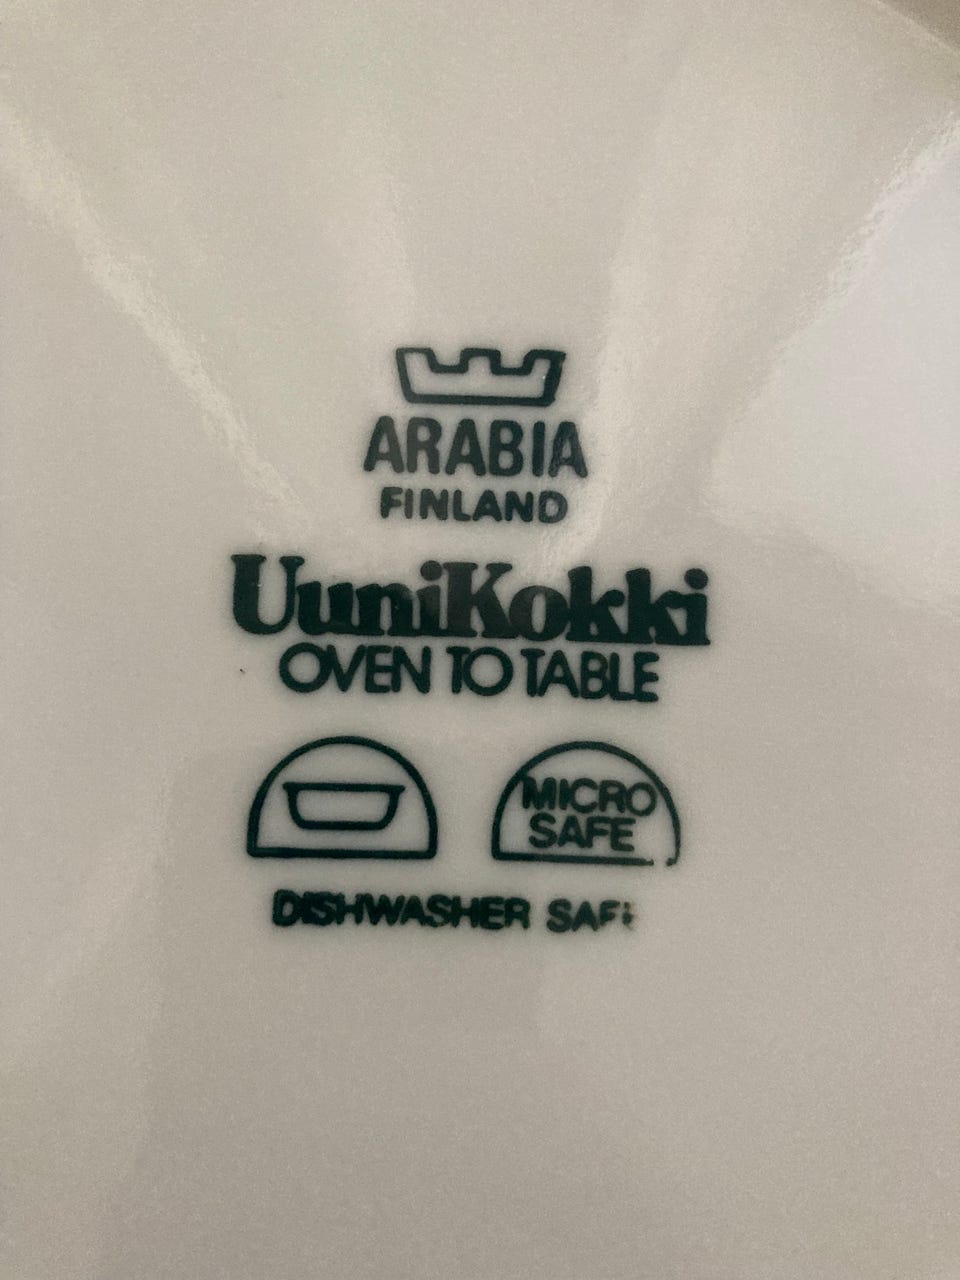 ARABIA
FINLAND
UuniKokki
OVEN TO TABLE
MICRO
SAFE
DISHWASHER SAFE